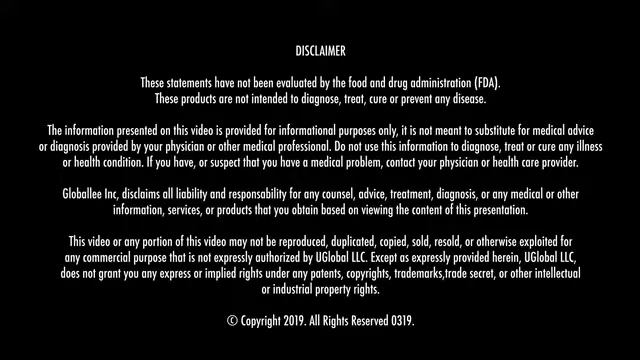 DISCLAIMER
These statements have not been evaluated by the food and drug administration (FDA).
These products are not intended to diagnose, treat, cure or prevent any disease.
The information presented on this video is provided for informational purposes only, it is not meant to substitute for medical advice
or diagnosis provided by your physician or other medical professional. Do not use this information to diagnose, treat or cure any illness
or health condition. If you have, or suspect that you have a medical problem, contact your physician or health care provider.
Globallee Inc, disclaims all liability and responsability for any counsel, advice, treatment, diagnosis, or any medical or other
information, services, or products that you obtain based on viewing the content of this presentation.
This video or any portion of this video may not be reproduced, duplicated, copied, sold, resold, or otherwise exploited for
any commercial purpose that is not expressly authorized by UGlobal LLC. Except as expressly provided herein, UGlobal LLC,
does not grant you any express or implied rights under any patents, copyrights, trademarks,trade secret, or other intellectual
or industrial property rights.
© Copyright 2019. All Rights Reserved 0319.